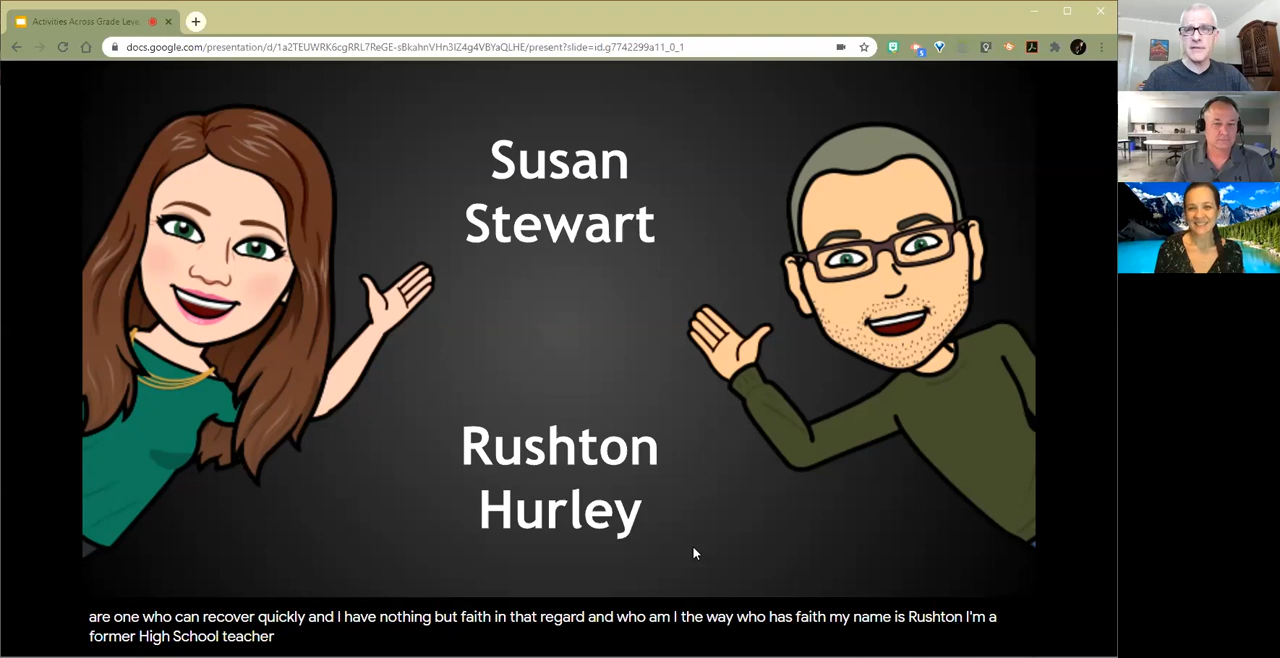 Activities Across Grade Leve
docs.google.com/presentation/d/1a2TEUWRK6cgRRL7ReGE-sBkahnVHn3IZ4g4VBYaQLHE/present?slide=id.g7742299a11_0_1
Susan
Stewart
Rushton
Hurley
are one who can recover quickly and I have nothing but faith in that regard and who am I the way who has faith my name is Rushton I'm a
former High School teacher